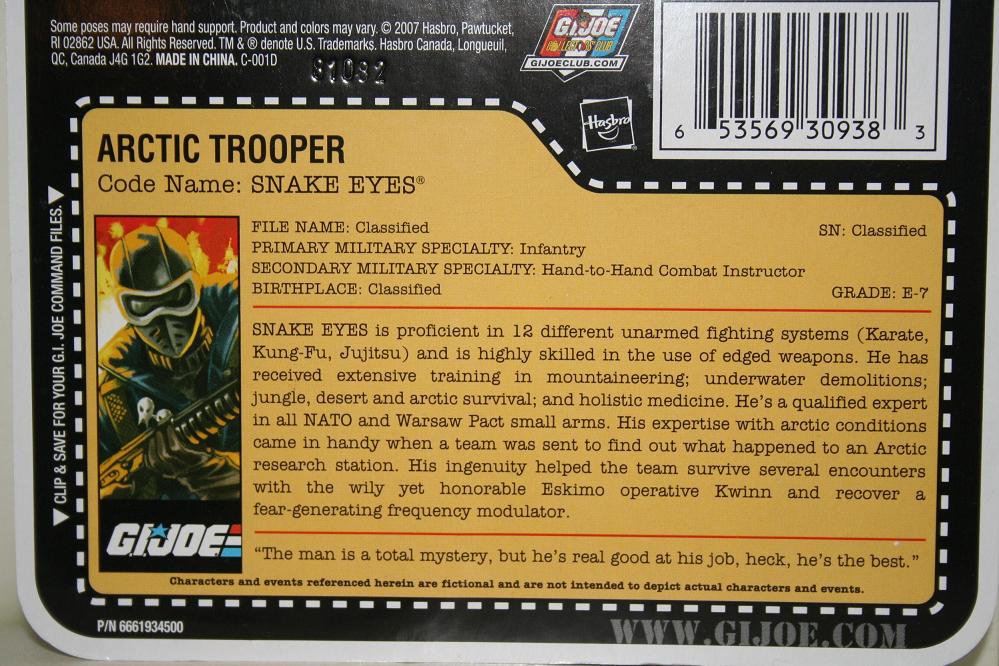 Some poses may require hand support. Product and colors may vary. © 2007 Hasbro, Pawtucket,
RI 02862 USA. All Rights Reserved. TM & ® denote U.S. Trademarks. Hasbro Canada, Longueuil,
QC, Canada J4G 1G2. MADE IN CHINA. C-001D
81082
G.I. JOE
COLLECTORS' CLUB
GIJOECLUB.COM
Hasbro
6 53569 30938 3
ARCTIC TROOPER
Code Name: SNAKE EYES®
FILE NAME: Classified SN: Classified
PRIMARY MILITARY SPECIALTY: Infantry
SECONDARY MILITARY SPECIALTY: Hand-to-Hand Combat Instructor
BIRTHPLACE: Classified GRADE: E-7
SNAKE EYES is proficient in 12 different unarmed fighting systems (Karate,
Kung-Fu, Jujitsu) and is highly skilled in the use of edged weapons. He has
received extensive training in mountaineering; underwater demolitions;
jungle, desert and arctic survival; and holistic medicine. He's a qualified expert
in all NATO and Warsaw Pact small arms. His expertise with arctic conditions
came in handy when a team was sent to find out what happened to an Arctic
research station. His ingenuity helped the team survive several encounters
with the wily yet honorable Eskimo operative Kwinn and recover a
fear-generating frequency modulator.
"The man is a total mystery, but he's real good at his job, heck, he's the best."
Characters and events referenced herein are fictional and are not intended to depict actual characters and events.
G.I. JOE
CLIP & SAVE FOR YOUR G.I. JOE COMMAND FILES.
P/N 6661934500
WWW.GIJOE.COM